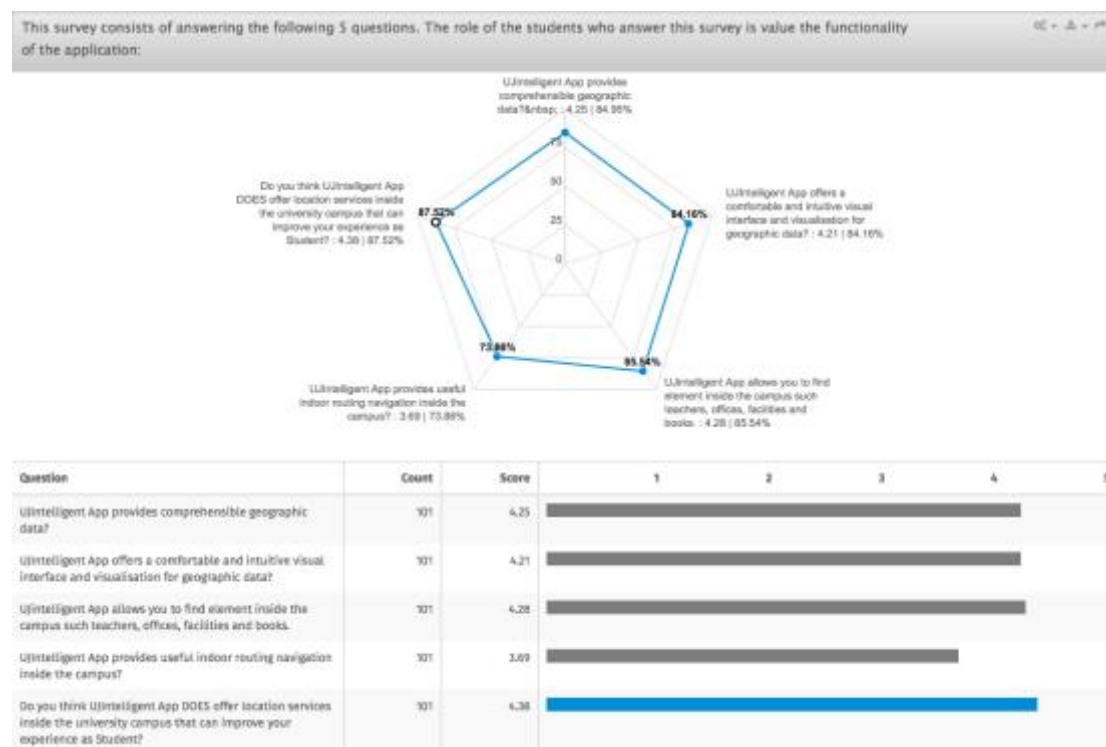 This survey consists of answering the following 5 questions. The role of the students who answer this survey is value the functionality
of the application:
UJIntelligent App provides
comprehensible geographic
data?&nbsp; : 4.25 | 84.95%
75
50
25
0
Do you think UJIntelligent App
DOES offer location services inside
the university campus that can
improve your experience as
Student? : 4.38 | 87.52%
87.52%
84.16%
UJIntelligent App offers a
comfortable and intuitive visual
interface and visualisation for
geographic data? : 4.21 | 84.16%
73.86%
85.54%
UJIntelligent App provides useful
indoor routing navigation inside the
campus? : 3.69 | 73.86%
UJIntelligent App allows you to find
element inside the campus such
teachers, offices, facilities and
books. : 4.28 | 85.54%
Question Count Score 1 2 3 4 5
UJIntelligent App provides comprehensible geographic
data?
101 4.25
UJIntelligent App offers a comfortable and intuitive visual
interface and visualisation for geographic data?
101 4.21
UJIntelligent App allows you to find element inside the
campus such teachers, offices, facilities and books.
101 4.28
UJIntelligent App provides useful indoor routing navigation
inside the campus?
101 3.69
Do you think UJIntelligent App DOES offer location services
inside the university campus that can improve your
experience as Student?
101 4.38